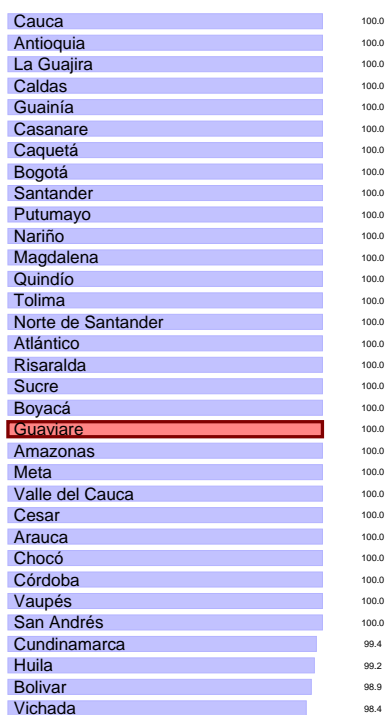 Cauca 100.0
Antioquia 100.0
La Guajira 100.0
Caldas 100.0
Guainía 100.0
Casanare 100.0
Caquetá 100.0
Bogotá 100.0
Santander 100.0
Putumayo 100.0
Nariño 100.0
Magdalena 100.0
Quindío 100.0
Tolima 100.0
Norte de Santander 100.0
Atlántico 100.0
Risaralda 100.0
Sucre 100.0
Boyacá 100.0
Guaviare 100.0
Amazonas 100.0
Meta 100.0
Valle del Cauca 100.0
Cesar 100.0
Arauca 100.0
Chocó 100.0
Córdoba 100.0
Vaupés 100.0
San Andrés 100.0
Cundinamarca 99.4
Huila 99.2
Bolivar 98.9
Vichada 98.4